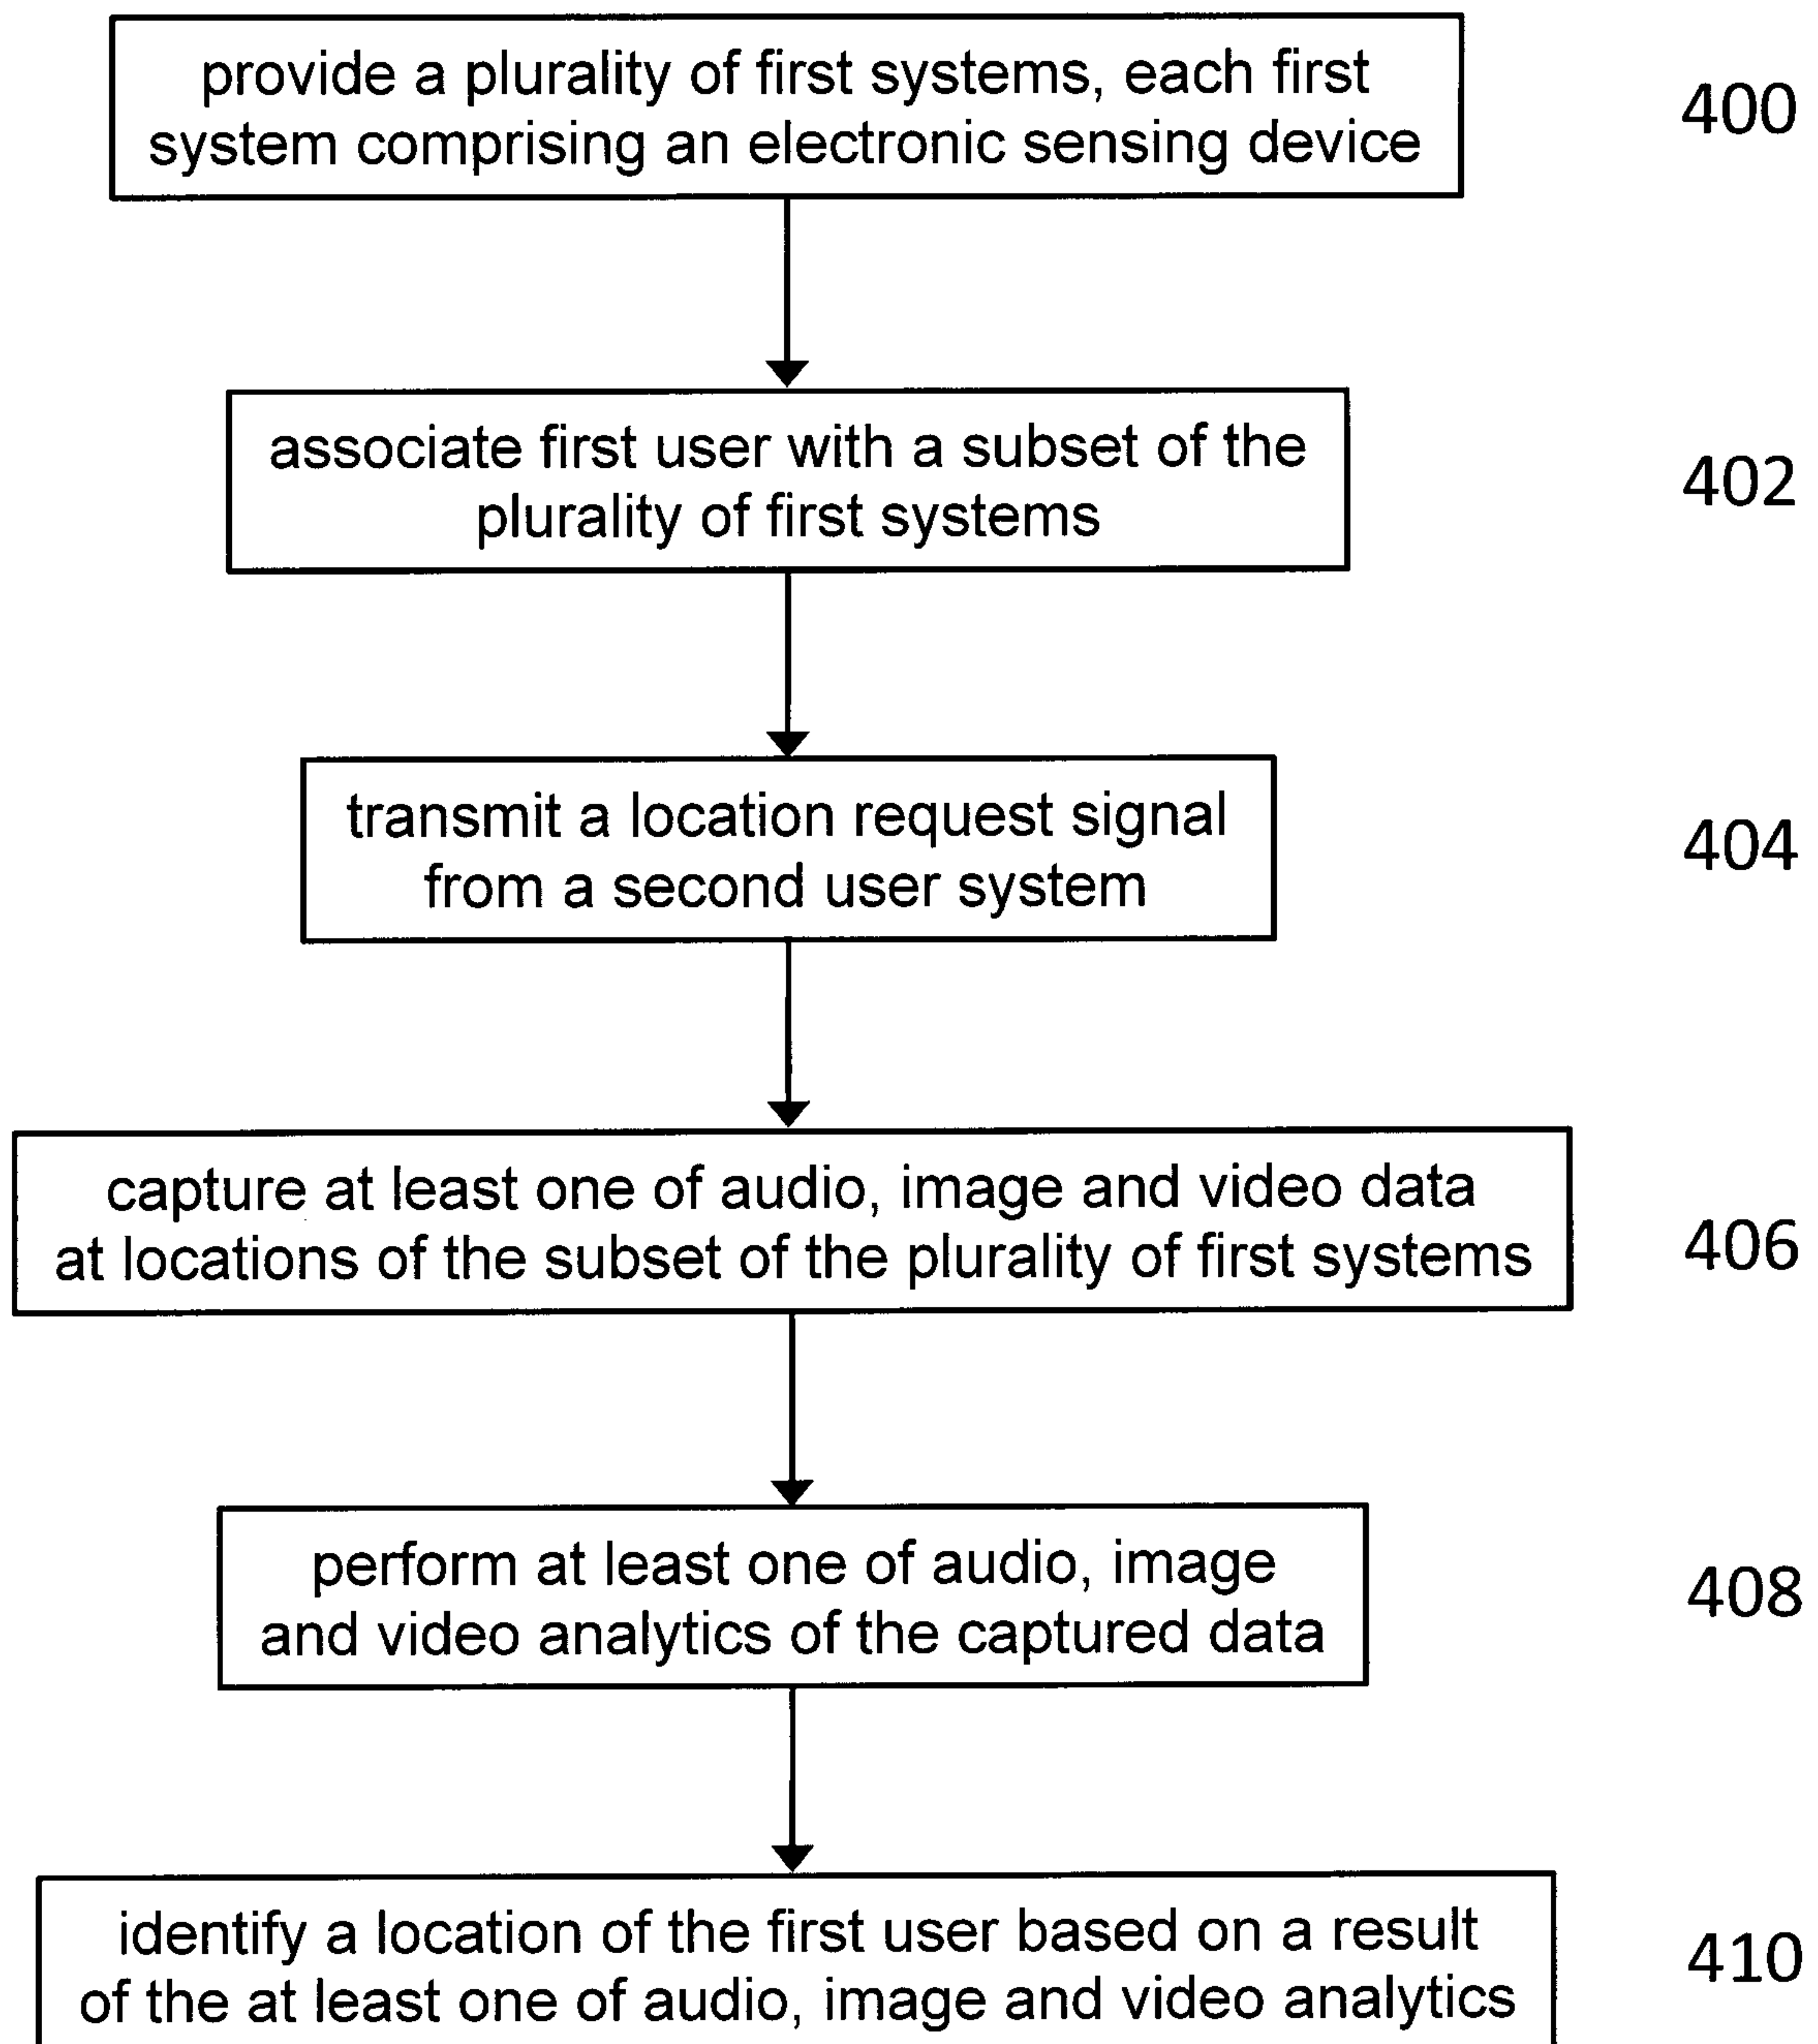 provide a plurality of first systems, each first
system comprising an electronic sensing device
400
associate first user with a subset of the
plurality of first systems
402
transmit a location request signal
from a second user system
404
capture at least one of audio, image and video data
at locations of the subset of the plurality of first systems
406
perform at least one of audio, image
and video analytics of the captured data
408
identify a location of the first user based on a result
of the at least one of audio, image and video analytics
410